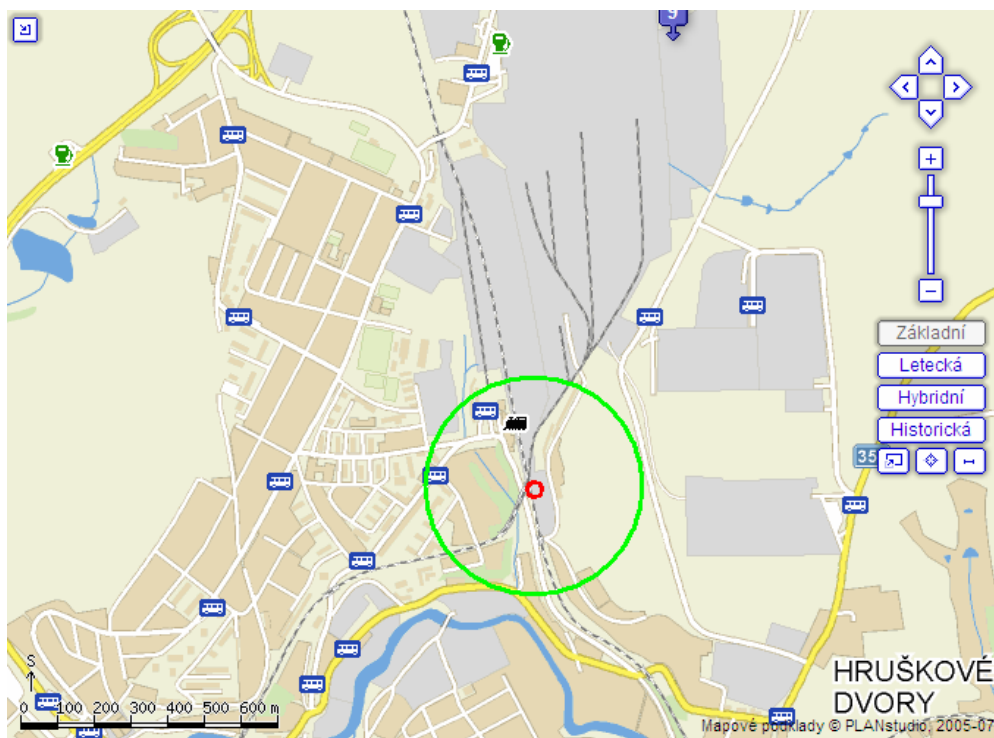 9
+
−
Základní
Letecká
Hybridní
Historická
35
S
0 100 200 300 400 500 600 m
HRUŠKOVÉ
DVORY
Mapové podklady © PLANstudio, 2005-07